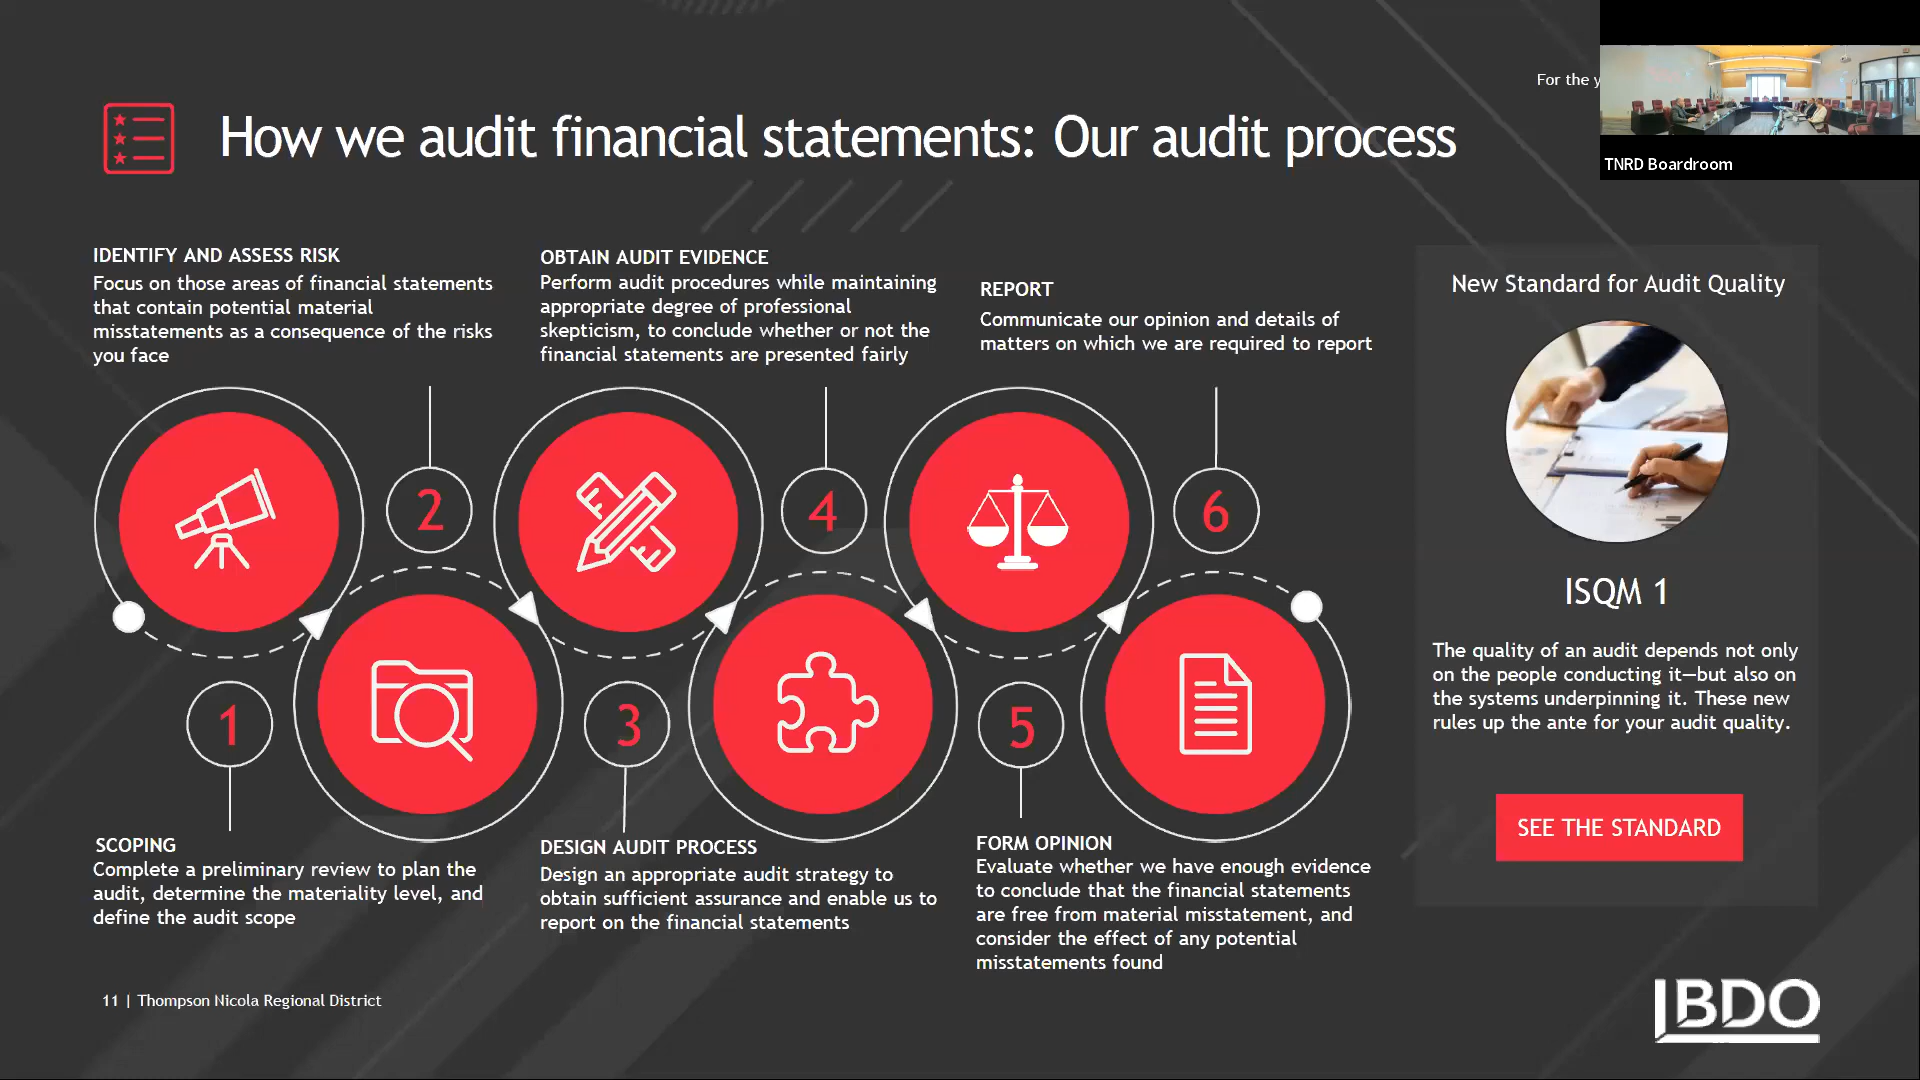 For the y
TNRD Boardroom
How we audit financial statements: Our audit process
IDENTIFY AND ASSESS RISK
Focus on those areas of financial statements
that contain potential material
misstatements as a consequence of the risks
you face
OBTAIN AUDIT EVIDENCE
Perform audit procedures while maintaining
appropriate degree of professional
skepticism, to conclude whether or not the
financial statements are presented fairly
REPORT
Communicate our opinion and details of
matters on which we are required to report
2
4
6
1
3
5
SCOPING
Complete a preliminary review to plan the
audit, determine the materiality level, and
define the audit scope
DESIGN AUDIT PROCESS
Design an appropriate audit strategy to
obtain sufficient assurance and enable us to
report on the financial statements
FORM OPINION
Evaluate whether we have enough evidence
to conclude that the financial statements
are free from material misstatement, and
consider the effect of any potential
misstatements found
New Standard for Audit Quality
ISQM 1
The quality of an audit depends not only
on the people conducting it—but also on
the systems underpinning it. These new
rules up the ante for your audit quality.
SEE THE STANDARD
11 | Thompson Nicola Regional District
BDO